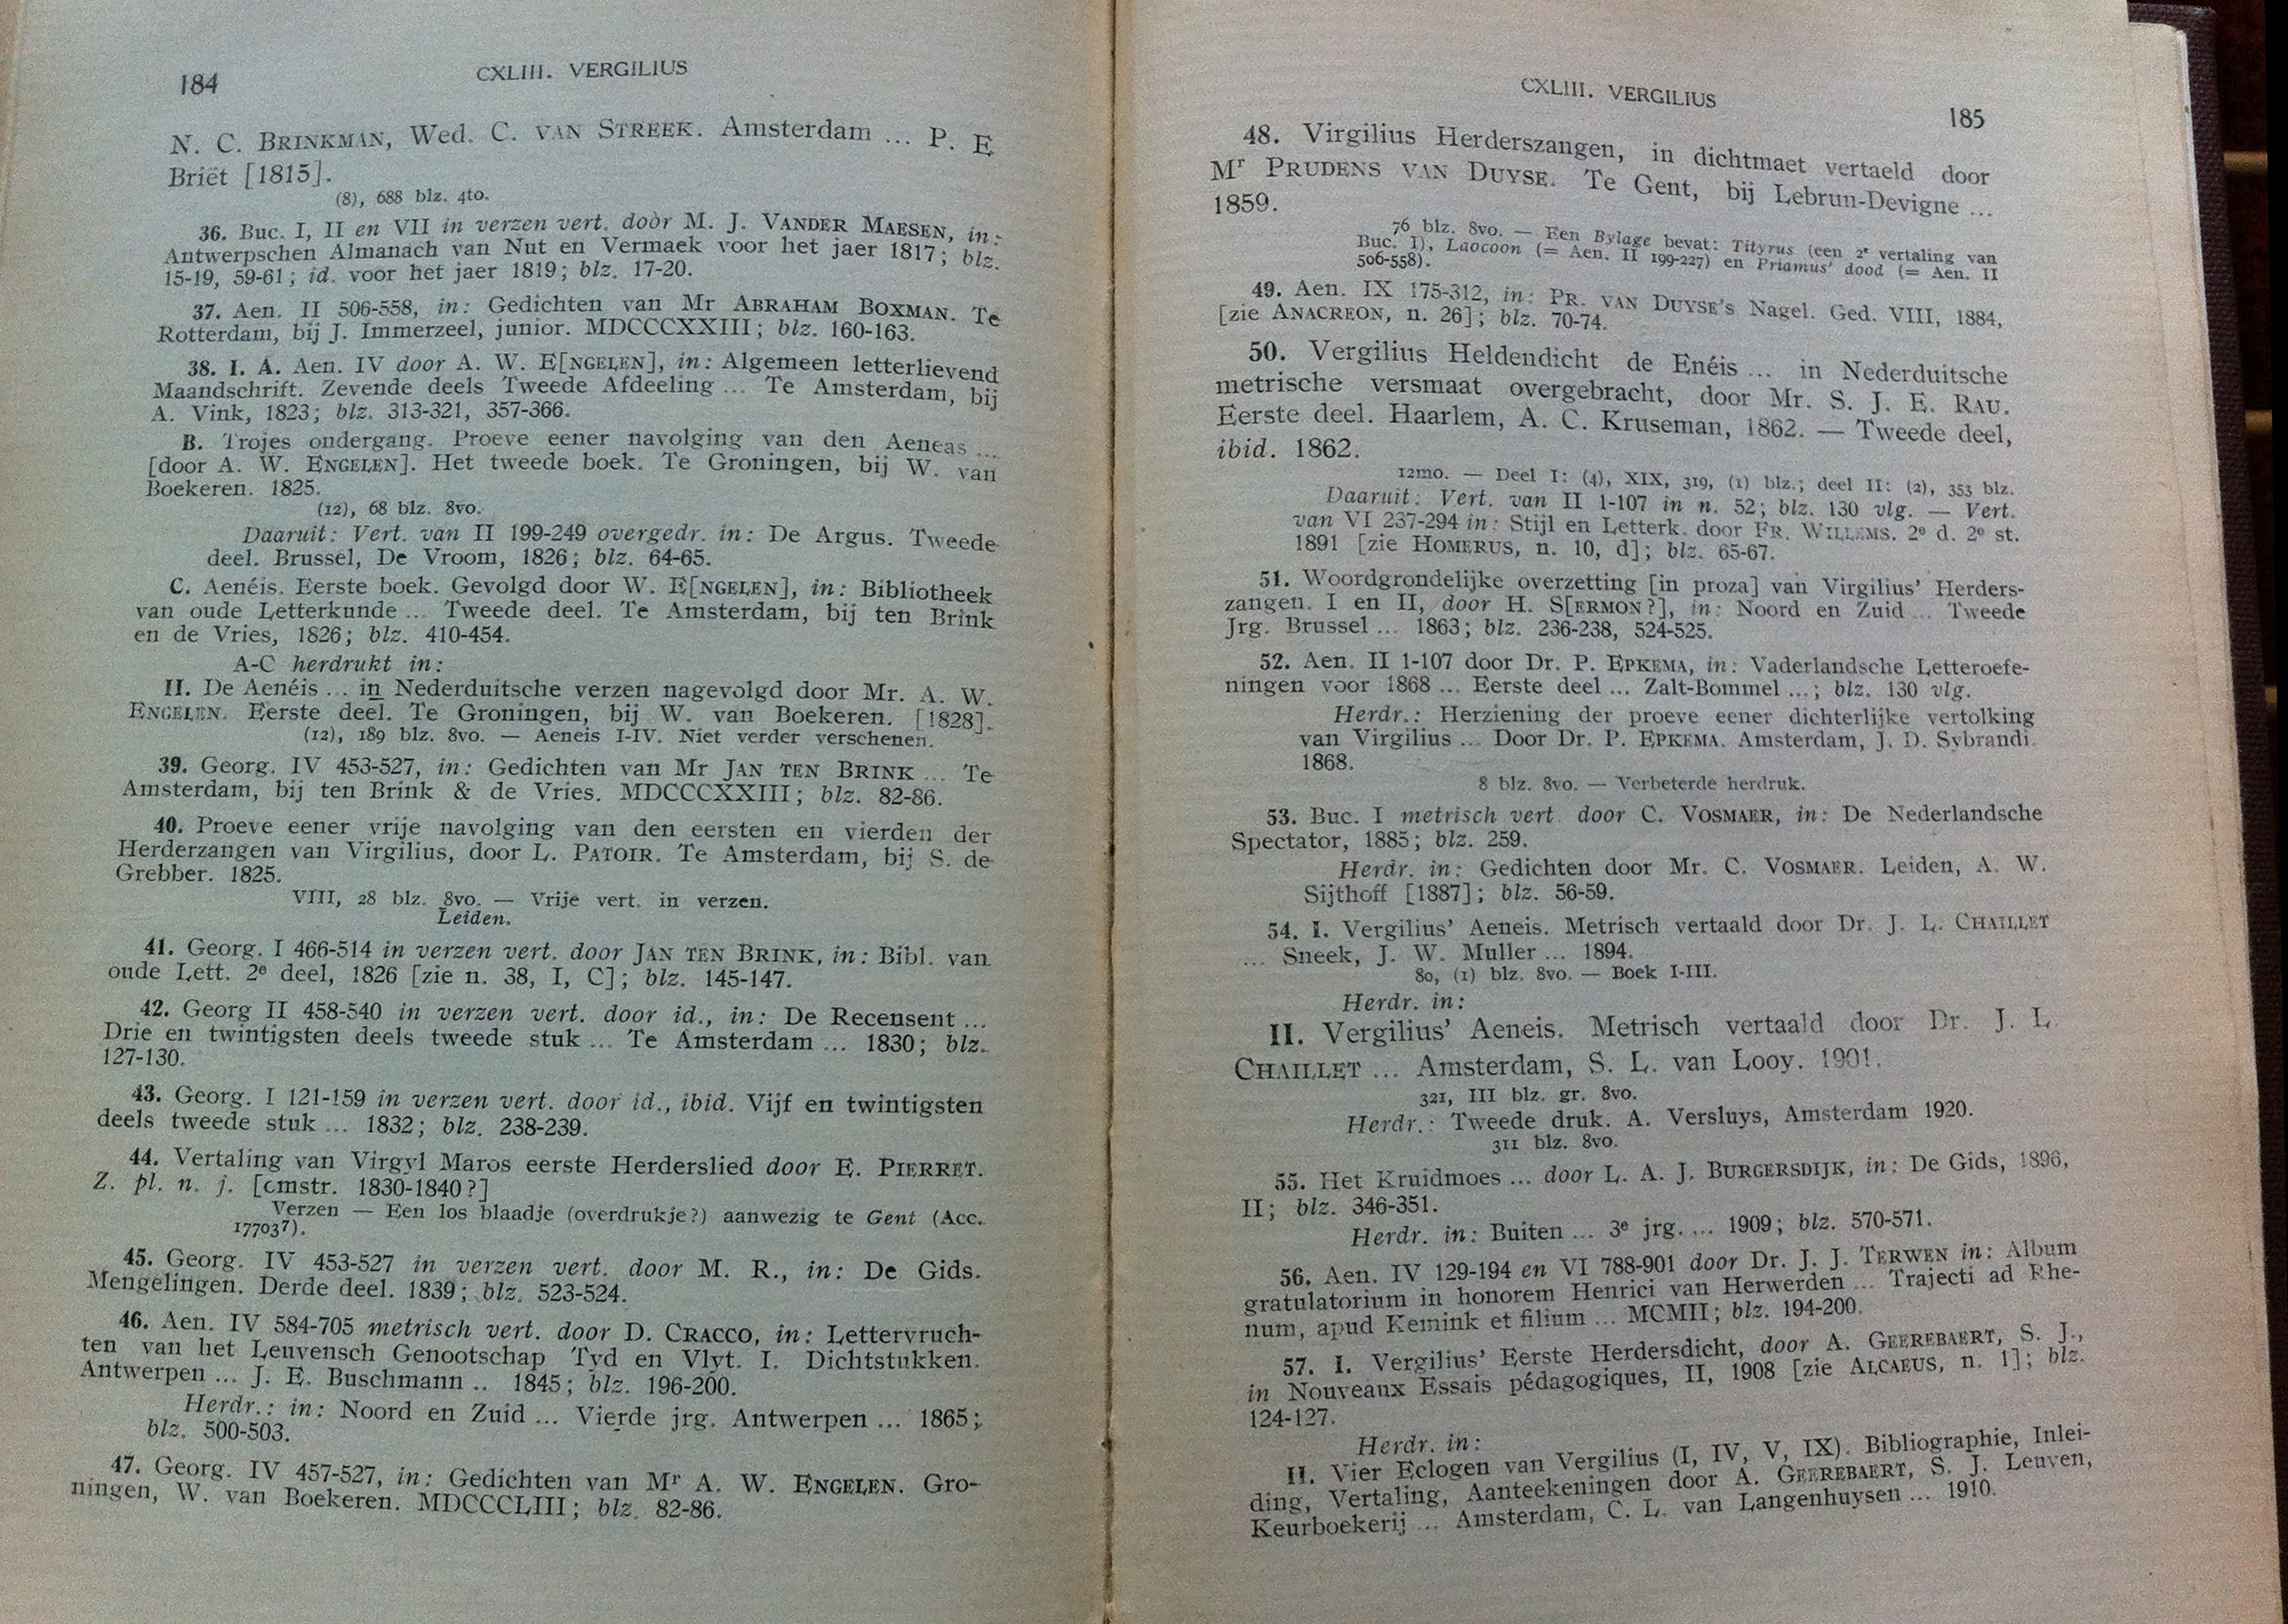 184
CXLIII. VERGILIUS
N. C. BRINKMAN, Wed. C. VAN STREEK. Amsterdam ... P. E
Briët [1815].
(8), 688 blz. 4to.
36. Buc. I, II en VII in verzen vert. door M. J. VANDER MAESEN, in:
Antwerpschen Almanach van Nut en Vermaek voor het jaer 1817; blz.
15-19, 59-61; id. voor het jaer 1819; blz. 17-20.
37. Aen. II 506-558, in: Gedichten van Mr ABRAHAM BOXMAN. Te
Rotterdam, bij J. Immerzeel, junior. MDCCCXXIII; blz. 160-163.
38. I. A. Aen. IV door A. W. E[NGELEN], in: Algemeen letterlievend
Maandschrift. Zevende deels Tweede Afdeeling ... Te Amsterdam, bij
A. Vink, 1823; blz. 313-321, 357-366.
B. Trojes ondergang. Proeve eener navolging van den Aeneas ...
[door A. W. ENGELEN]. Het tweede boek. Te Groningen, bij W. van
Boekeren. 1825.
(12), 68 blz. 8vo.
Daaruit: Vert. van II 199-249 overgedr. in: De Argus. Tweede
deel. Brussel, De Vroom, 1826; blz. 64-65.
C. Aenéis. Eerste boek. Gevolgd door W. E[NGELEN], in: Bibliotheek
van oude Letterkunde ... Tweede deel. Te Amsterdam, bij ten Brink
en de Vries, 1826; blz. 410-454.
A-C herdrukt in:
II. De Aenéis ... in Nederduitsche verzen nagevolgd door Mr. A. W.
ENGELEN. Eerste deel. Te Groningen, bij W. van Boekeren. [1828].
(12), 189 blz. 8vo. — Aeneis I-IV. Niet verder verschenen.
39. Georg. IV 453-527, in: Gedichten van Mr JAN TEN BRINK ... Te
Amsterdam, bij ten Brink & de Vries. MDCCCXXIII; blz. 82-86.
40. Proeve eener vrije navolging van den eersten en vierden der
Herderzangen van Virgilius, door L. PATOIR. Te Amsterdam, bij S. de
Grebber. 1825.
VIII, 28 blz. 8vo. — Vrije vert. in verzen.
Leiden.
41. Georg. I 466-514 in verzen vert. door JAN TEN BRINK, in: Bibl. van
oude Lett. 2e deel, 1826 [zie n. 38, I, C]; blz. 145-147.
42. Georg II 458-540 in verzen vert. door id., in: De Recensent ...
Drie en twintigsten deels tweede stuk ... Te Amsterdam ... 1830; blz.
127-130.
43. Georg. I 121-159 in verzen vert. door id., ibid. Vijf en twintigsten
deels tweede stuk ... 1832; blz. 238-239.
44. Vertaling van Virgyl Maros eerste Herderslied door E. PIERRET.
Z. pl. n. j. [omstr. 1830-1840?]
Verzen — Een los blaadje (overdrukje?) aanwezig te Gent (Acc.
177037).
45. Georg. IV 453-527 in verzen vert. door M. R., in: De Gids.
Mengelingen. Derde deel. 1839; blz. 523-524.
46. Aen. IV 584-705 metrisch vert. door D. CRACCO, in: Lettervruch-
ten van het Leuvensch Genootschap Tyd en Vlyt. I. Dichtstukken.
Antwerpen ... J. E. Buschmann .. 1845; blz. 196-200.
Herdr.: in: Noord en Zuid ... Vierde jrg. Antwerpen ... 1865;
blz. 500-503.
47. Georg. IV 457-527, in: Gedichten van Mr A. W. ENGELEN. Gro-
ningen, W. van Boekeren. MDCCCLIII; blz. 82-86.
CXLIII. VERGILIUS
185
48. Virgilius Herderszangen, in dichtmaet vertaeld door
Mr PRUDENS VAN DUYSE. Te Gent, bij Lebrun-Devigne ...
1859.
76 blz. 8vo. — Een Bylage bevat: Tityrus (een 2e vertaling van
Buc. I), Laocoon (= Aen. II 199-227) en Priamus' dood (= Aen. II
506-558).
49. Aen. IX 175-312, in: PR. VAN DUYSE'S Nagel. Ged. VIII, 1884,
[zie ANACREON, n. 26]; blz. 70-74.
50. Vergilius Heldendicht de Enéis ... in Nederduitsche
metrische versmaat overgebracht, door Mr. S. J. E. RAU.
Eerste deel. Haarlem, A. C. Kruseman, 1862. — Tweede deel,
ibid. 1862.
12mo. — Deel I: (4), XIX, 319, (1) blz.; deel II: (2), 353 blz.
Daaruit: Vert. van II 1-107 in n. 52; blz. 130 vlg. — Vert.
van VI 237-294 in: Stijl en Letterk. door FR. WILLEMS. 2e d. 2e st.
1891 [zie HOMERUS, n. 10, d]; blz. 65-67.
51. Woordgrondelijke overzetting [in proza] van Virgilius' Herders-
zangen. I en II, door H. S[ERMON?], in: Noord en Zuid ... Tweede
Jrg. Brussel ... 1863; blz. 236-238, 524-525.
52. Aen. II 1-107 door Dr. P. EPKEMA, in: Vaderlandsche Letteroefe-
ningen voor 1868 ... Eerste deel ... Zalt-Bommel ...; blz. 130 vlg.
Herdr.: Herziening der proeve eener dichterlijke vertolking
van Virgilius ... Door Dr. P. EPKEMA. Amsterdam, J. D. Sybrandi.
1868.
8 blz. 8vo. — Verbeterde herdruk.
53. Buc. I metrisch vert door C. VOSMAER, in: De Nederlandsche
Spectator, 1885; blz. 259.
Herdr. in: Gedichten door Mr. C. VOSMAER. Leiden, A. W.
Sijthoff [1887]; blz. 56-59.
54. I. Vergilius' Aeneis. Metrisch vertaald door Dr. J. L. CHAILLET
... Sneek, J. W. Muller ... 1894.
80, (1) blz. 8vo. — Boek I-III.
Herdr. in:
II. Vergilius' Aeneis. Metrisch vertaald door Dr. J. L
CHAILLET ... Amsterdam, S. L. van Looy. 1901.
321, III blz. gr. 8vo.
Herdr.: Tweede druk. A. Versluys, Amsterdam 1920.
311 blz. 8vo.
55. Het Kruidmoes ... door L. A. J. BURGERSDIJK, in: De Gids, 1896,
II; blz. 346-351.
Herdr. in: Buiten ... 3e jrg. ... 1909; blz. 570-571.
56. Aen. IV 129-194 en VI 788-901 door Dr. J. J. TERWEN in: Album
gratulatorium in honorem Henrici van Herwerden ... Trajecti ad Rhe-
num, apud Kemink et filium ... MCMII; blz. 194-200.
57. I. Vergilius' Eerste Herdersdicht, door A. GEEREBAERT, S. J.,
in Nouveaux Essais pédagogiques, II, 1908 [zie ALCAEUS, n. 1]; blz.
124-127.
Herdr. in:
II. Vier Eclogen van Vergilius (I, IV, V, IX). Bibliographie, Inlei-
ding, Vertaling, Aanteekeningen door A. GEEREBAERT, S. J. Leuven,
Keurboekerij ... Amsterdam, C. L. van Langenhuysen ... 1910.